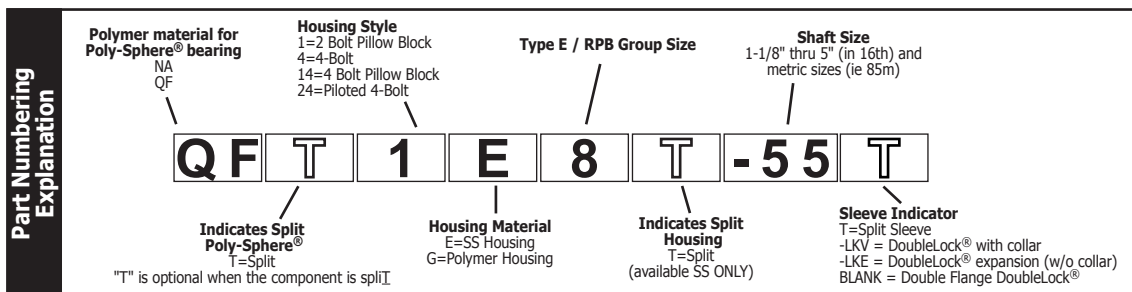 Part Numbering
Explanation
Polymer material for
Poly-Sphere® bearing
NA
QF
Housing Style
1=2 Bolt Pillow Block
4=4-Bolt
14=4 Bolt Pillow Block
24=Piloted 4-Bolt
Type E / RPB Group Size
Shaft Size
1-1/8" thru 5" (in 16th) and
metric sizes (ie 85m)
QF T 1 E 8 T -55 T
Indicates Split
Poly-Sphere®
T=Split
"T" is optional when the component is spliT
Housing Material
E=SS Housing
G=Polymer Housing
Indicates Split
Housing
T=Split
(available SS ONLY)
Sleeve Indicator
T=Split Sleeve
-LKV = DoubleLock® with collar
-LKE = DoubleLock® expansion (w/o collar)
BLANK = Double Flange DoubleLock®